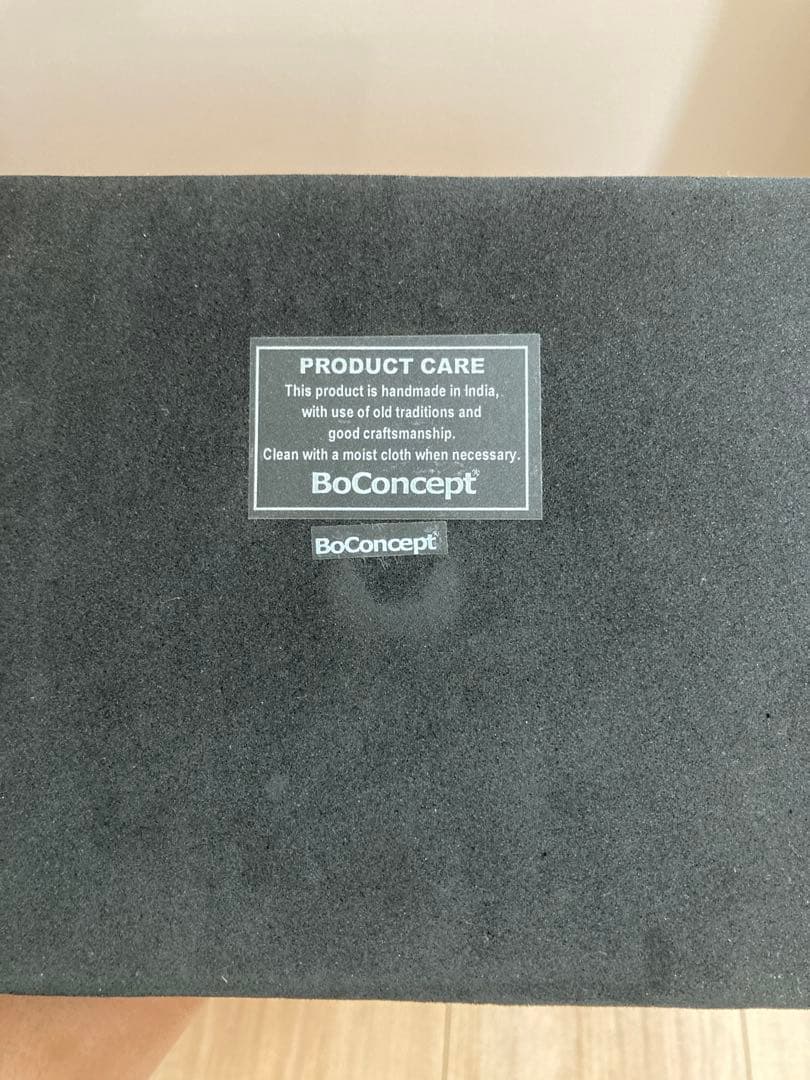 PRODUCT CARE
This product is handmade in India,
with use of old traditions and
good craftsmanship.
Clean with a moist cloth when necessary.
BoConcept®
BoConcept®